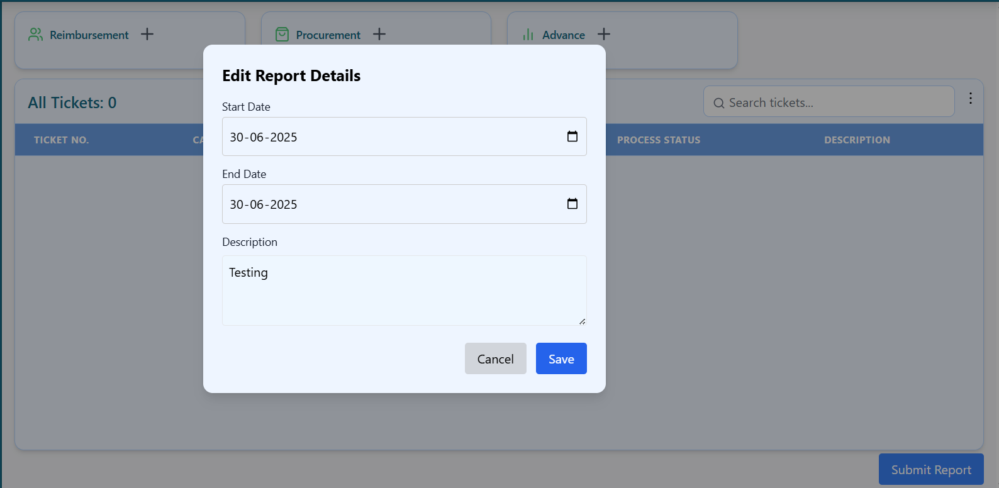 Reimbursement
Procurement
Advance
Edit Report Details
All Tickets: 0
Search tickets...
Start Date
30-06-2025
TICKET NO.
PROCESS STATUS
DESCRIPTION
End Date
30-06-2025
Description
Testing
Cancel
Save
Submit Report